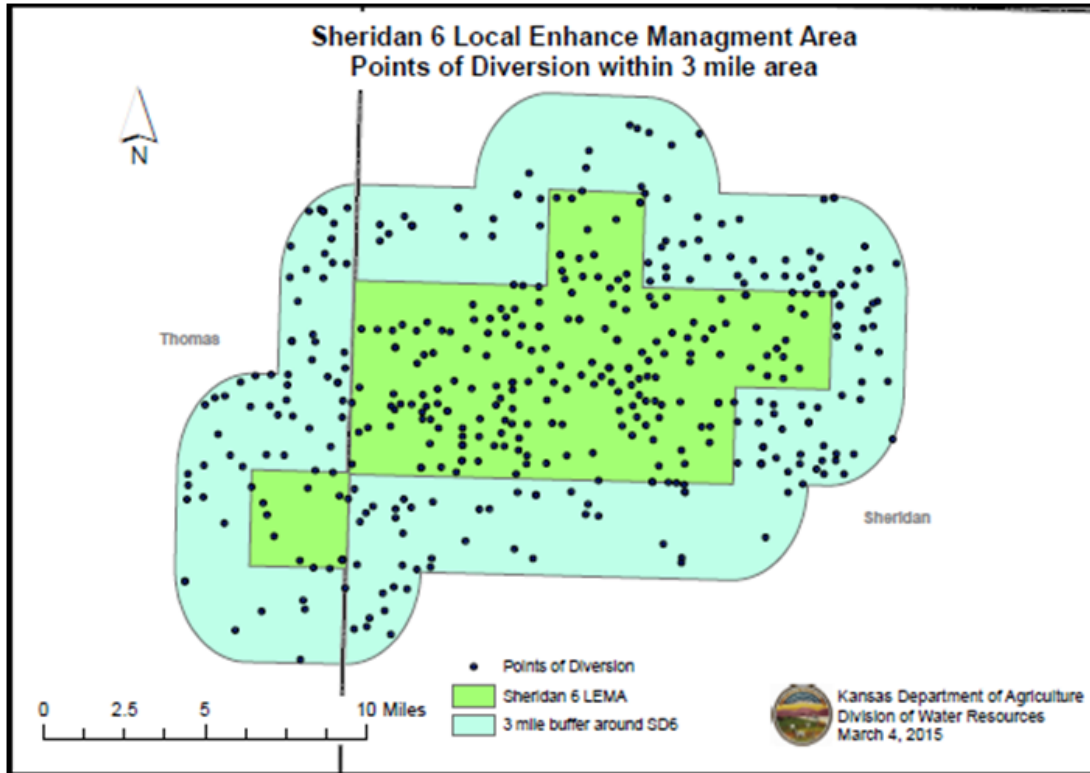 Sheridan 6 Local Enhance Managment Area
Points of Diversion within 3 mile area
N
Thomas
Sheridan
Points of Diversion
Sheridan 6 LEMA
3 mile buffer around SD6
0 2.5 5 10 Miles
Kansas Department of Agriculture
Division of Water Resources
March 4, 2015